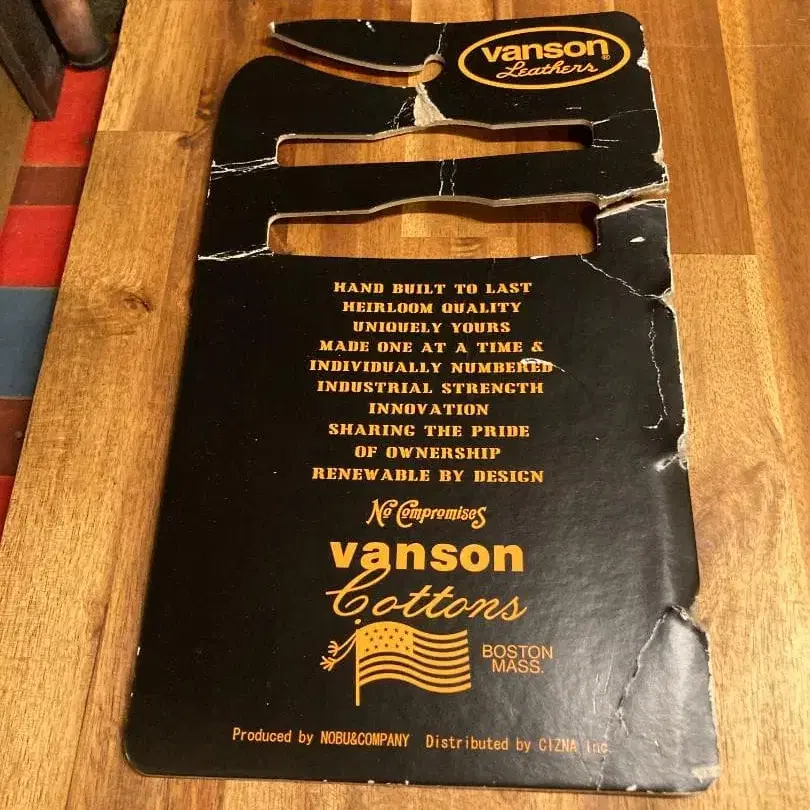 vanson®
Leathers
HAND BUILT TO LAST
HEIRLOOM QUALITY
UNIQUELY YOURS
MADE ONE AT A TIME &
INDIVIDUALLY NUMBERED
INDUSTRIAL STRENGTH
INNOVATION
SHARING THE PRIDE
OF OWNERSHIP
RENEWABLE BY DESIGN
No Compromises
vanson
Cottons
BOSTON
MASS.
Produced by NOBU&COMPANY Distributed by CIZNA inc